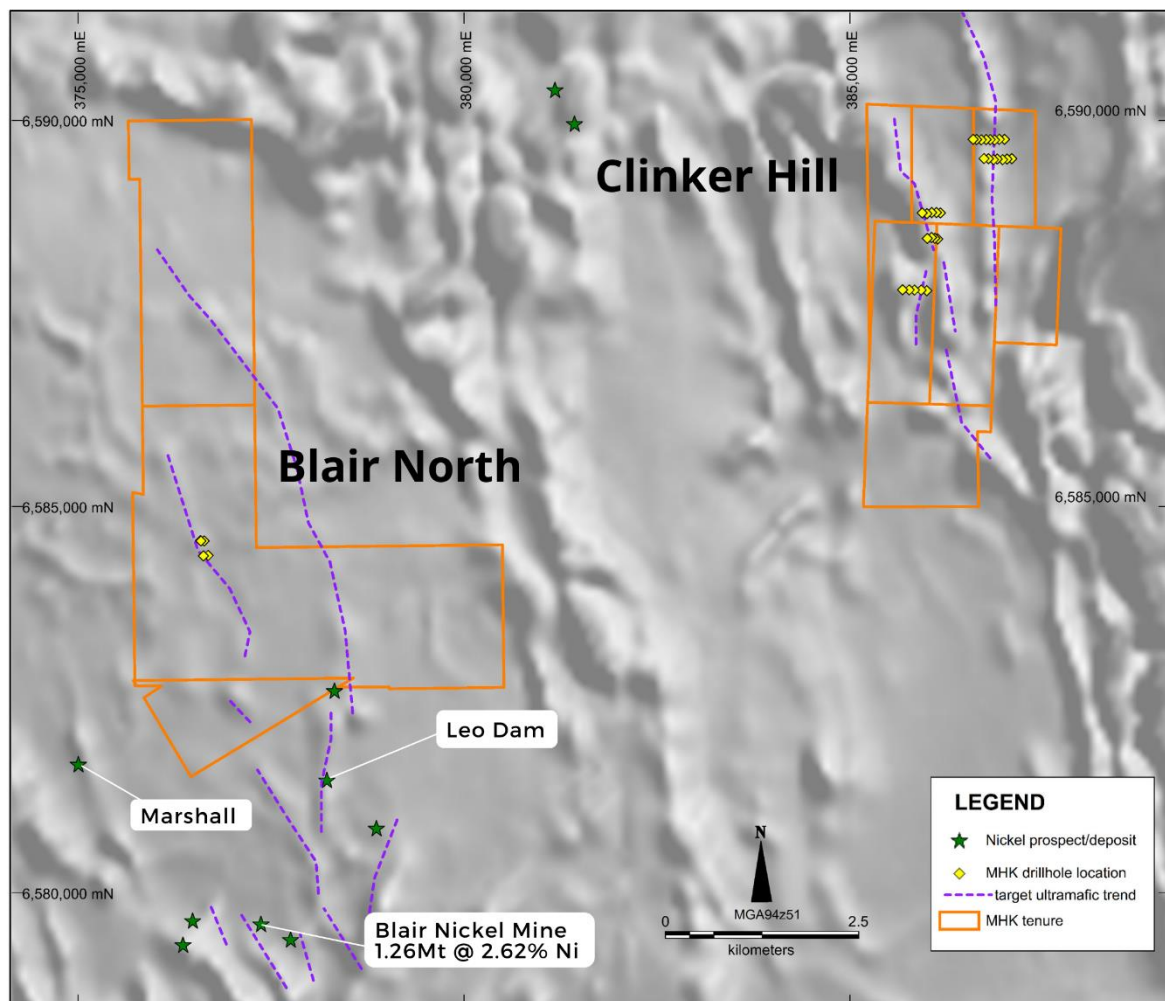 375,000 mE
380,000 mE
385,000 mE
6,590,000 mN
6,590,000 mN
Clinker Hill
Blair North
6,585,000 mN
6,585,000 mN
Leo Dam
Marshall
6,580,000 mN
Blair Nickel Mine
1.26Mt @ 2.62% Ni
N
MGA94z51
0
2.5
kilometers
LEGEND
Nickel prospect/deposit
MHK drillhole location
target ultramafic trend
MHK tenure